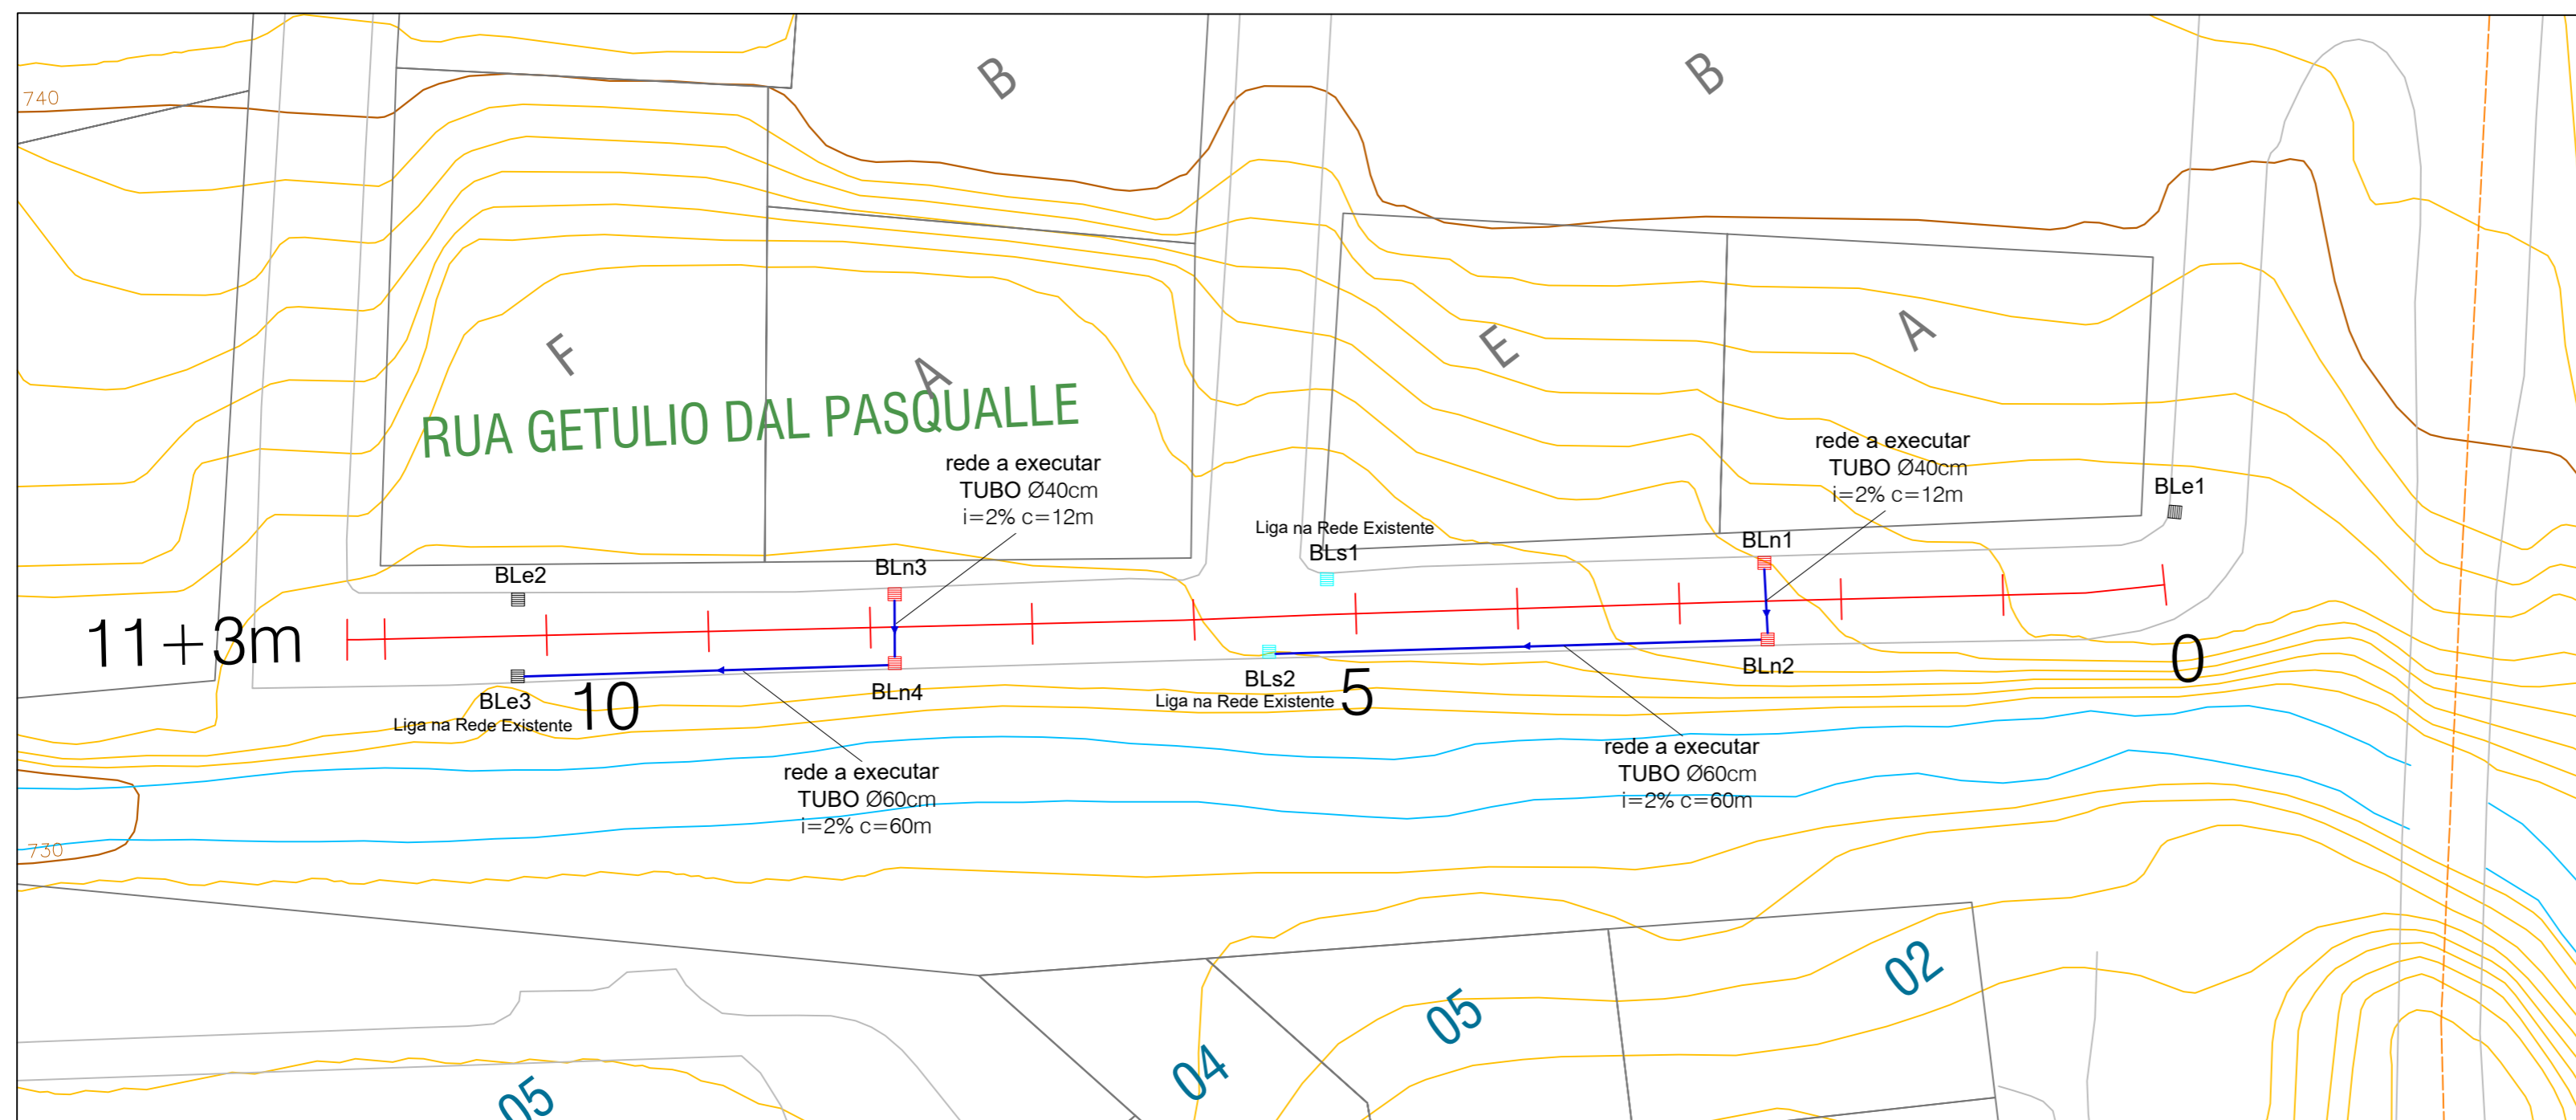 B
B
740
F
A
E
A
RUA GETULIO DAL PASQUALLE
rede a executar
TUBO Ø40cm
i=2% c=12m
rede a executar
TUBO Ø40cm
i=2% c=12m
BLe1
Liga na Rede Existente
BLs1
BLn1
BLe2
BLn3
11+3m
0
BLe3
Liga na Rede Existente
10
BLn4
BLs2
Liga na Rede Existente
5
BLn2
rede a executar
TUBO Ø60cm
i=2% c=60m
rede a executar
TUBO Ø60cm
i=2% c=60m
730
02
05
04
05